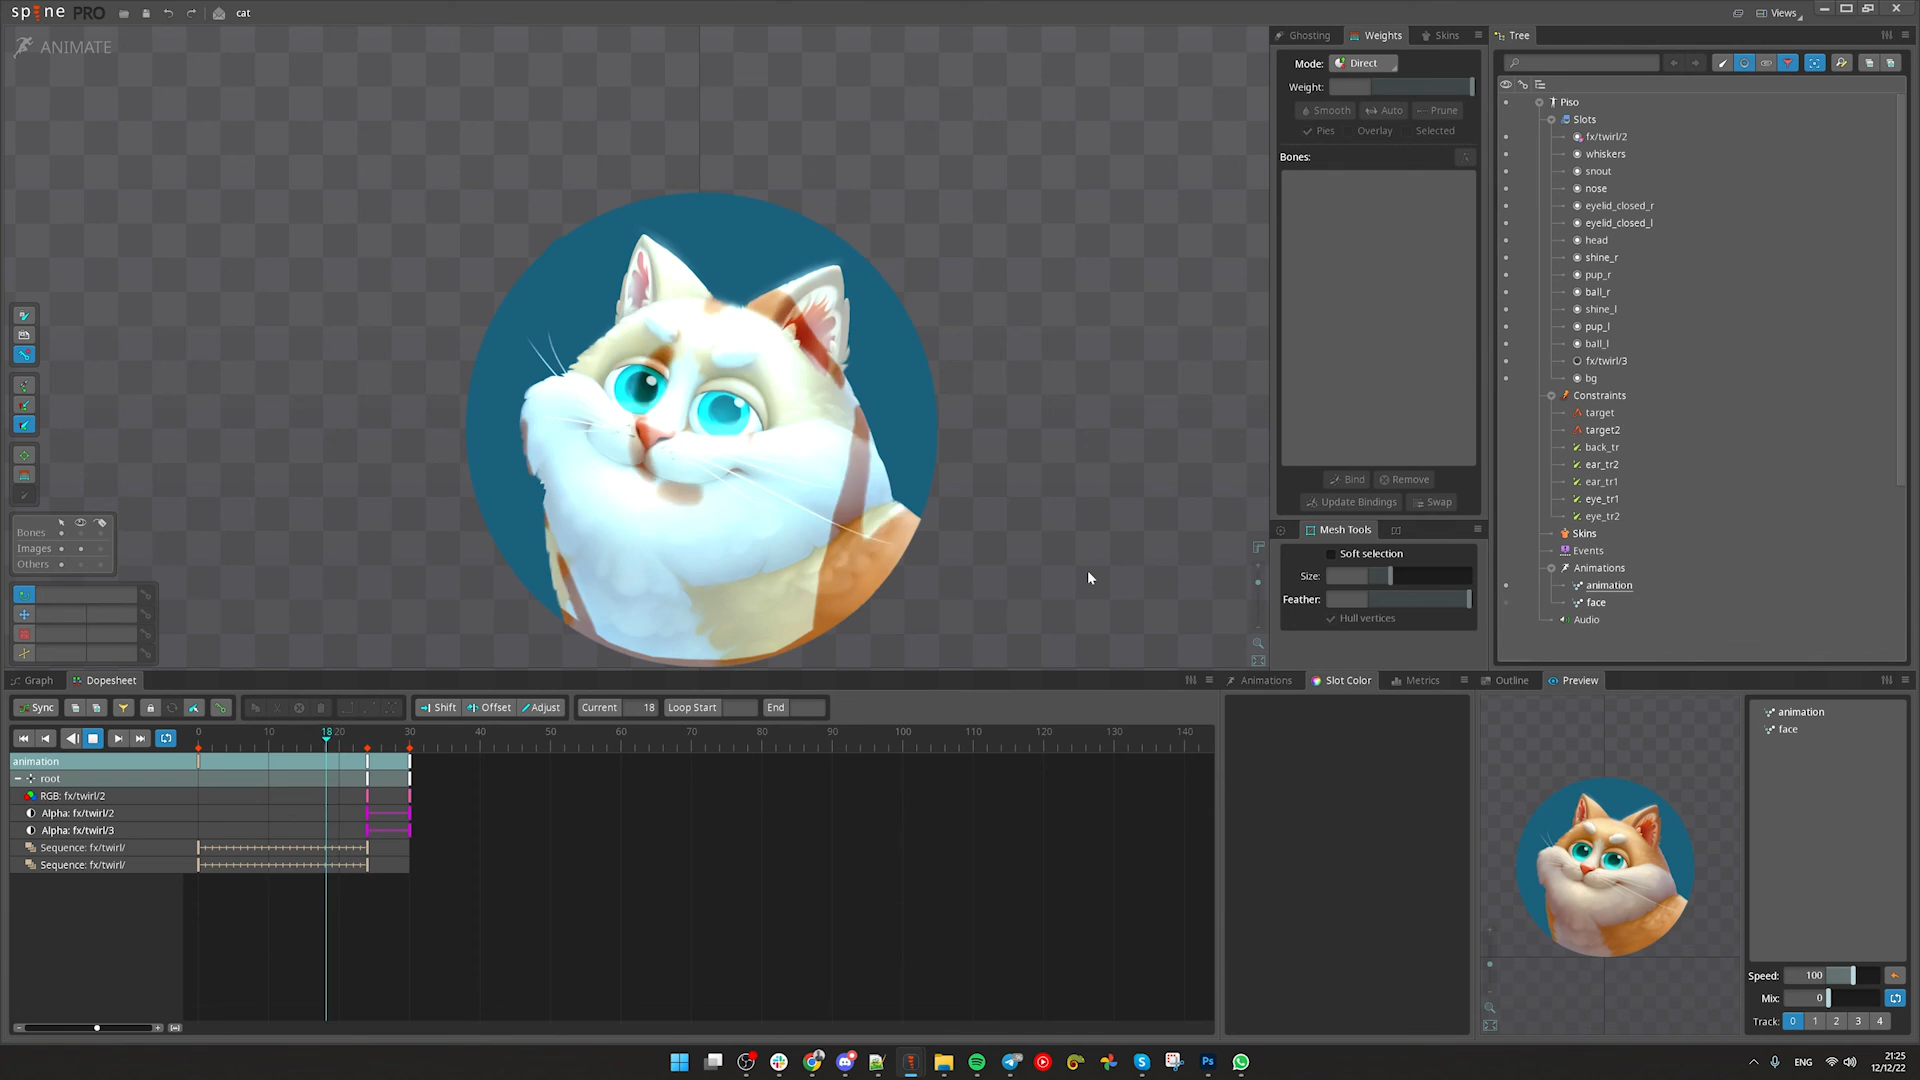 spine PRO
cat
Views
ANIMATE
Ghosting
Weights
Skins
Mode: Direct
Weight:
Smooth Auto Prune
Pies Overlay Selected
Bones:
Bind Remove
Update Bindings Swap
Mesh Tools
Soft selection
Size:
Feather:
Hull vertices
Tree
Piso
Slots
fx/twirl/2
whiskers
snout
nose
eyelid_closed_r
eyelid_closed_l
head
shine_r
pup_r
ball_r
shine_l
pup_l
ball_l
fx/twirl/3
bg
Constraints
target
target2
back_tr
ear_tr2
ear_tr1
eye_tr1
eye_tr2
Skins
Events
Animations
animation
face
Audio
Bones
Images
Others
Graph
Dopesheet
Sync
Shift Offset Adjust
Current 18
Loop Start
End
0 10 18 20 30 40 50 60 70 80 90 100 110 120 130 140
animation
root
RGB: fx/twirl/2
Alpha: fx/twirl/2
Alpha: fx/twirl/3
Sequence: fx/twirl/
Sequence: fx/twirl/
Animations
Slot Color
Metrics
Outline
Preview
animation
face
Speed: 100
Mix: 0
Track: 0 1 2 3 4
Ps
ENG
21:25
12/12/22